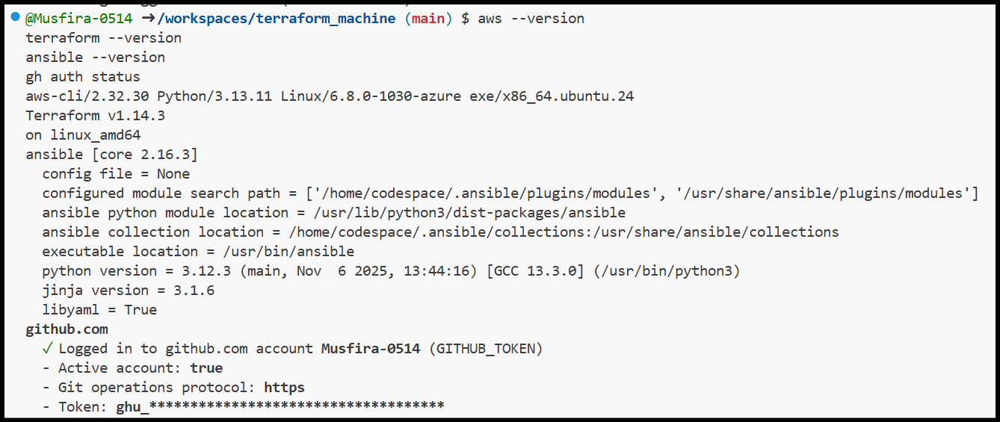 @Musfira-0514 ➜/workspaces/terraform_machine (main) $ aws --version
terraform --version
ansible --version
gh auth status
aws-cli/2.32.30 Python/3.13.11 Linux/6.8.0-1030-azure exe/x86_64.ubuntu.24
Terraform v1.14.3
on linux_amd64
ansible [core 2.16.3]
  config file = None
  configured module search path = ['/home/codespace/.ansible/plugins/modules', '/usr/share/ansible/plugins/modules']
  ansible python module location = /usr/lib/python3/dist-packages/ansible
  ansible collection location = /home/codespace/.ansible/collections:/usr/share/ansible/collections
  executable location = /usr/bin/ansible
  python version = 3.12.3 (main, Nov  6 2025, 13:44:16) [GCC 13.3.0] (/usr/bin/python3)
  jinja version = 3.1.6
  libyaml = True
github.com
  ✓ Logged in to github.com account Musfira-0514 (GITHUB_TOKEN)
  - Active account: true
  - Git operations protocol: https
  - Token: ghu_************************************